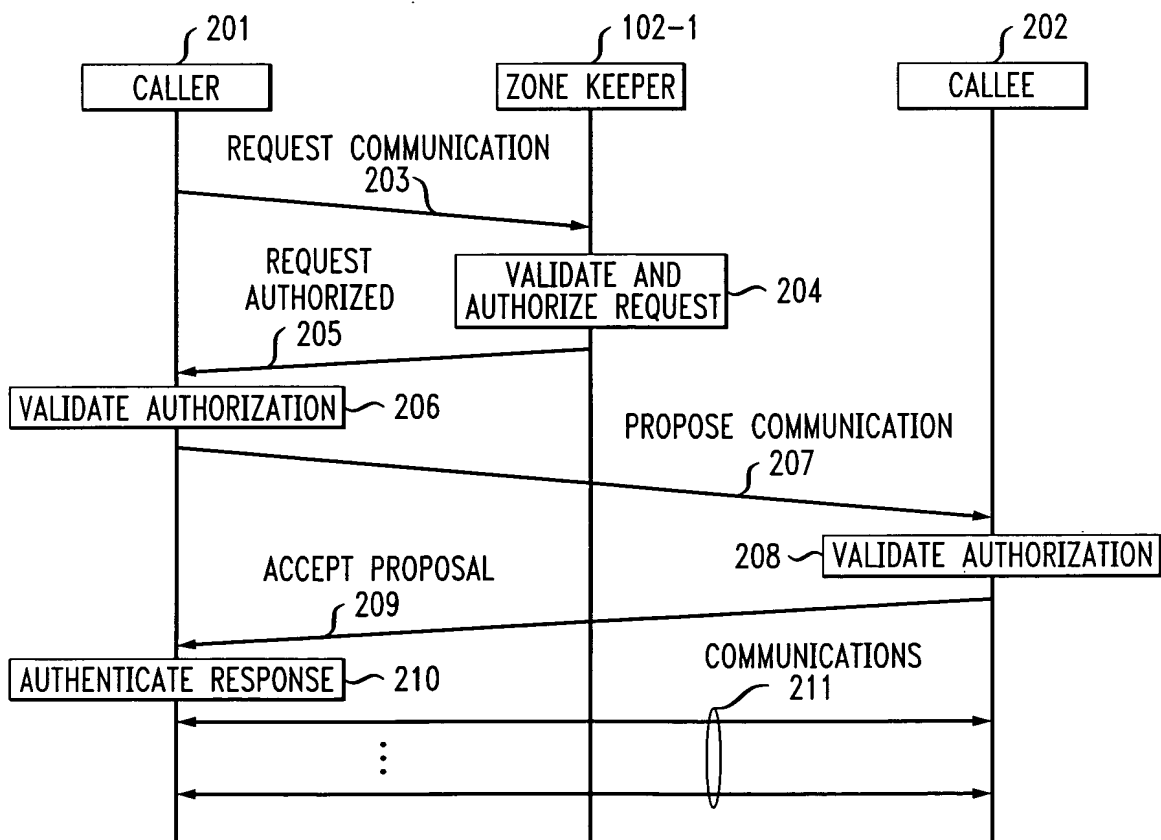 201
102-1
202
CALLER
ZONE KEEPER
CALLEE
REQUEST COMMUNICATION
203
REQUEST
AUTHORIZED
205
VALIDATE AND
AUTHORIZE REQUEST
204
VALIDATE AUTHORIZATION
206
PROPOSE COMMUNICATION
207
208
VALIDATE AUTHORIZATION
ACCEPT PROPOSAL
209
AUTHENTICATE RESPONSE
210
COMMUNICATIONS
211